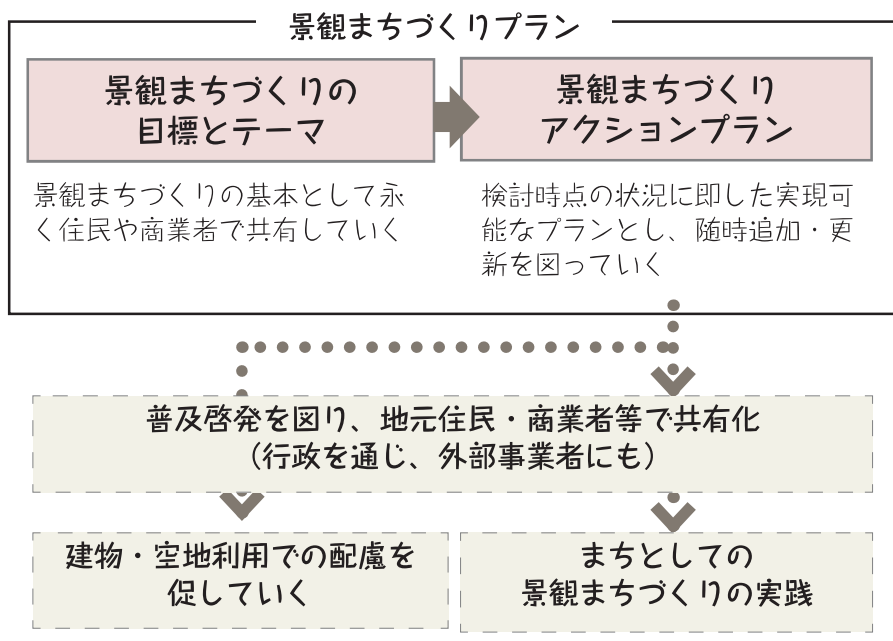 景観まちづくりプラン
景観まちづくりの
目標とテーマ
景観まちづくり
アクションプラン
景観まちづくりの基本として永
く住民や商業者で共有していく
検討時点の状況に即した実現可
能なプランとし、随時追加・更
新を図っていく
普及啓発を図り、地元住民・商業者等で共有化
（行政を通じ、外部事業者にも）
建物・空地利用での配慮を
促していく
まちとしての
景観まちづくりの実践